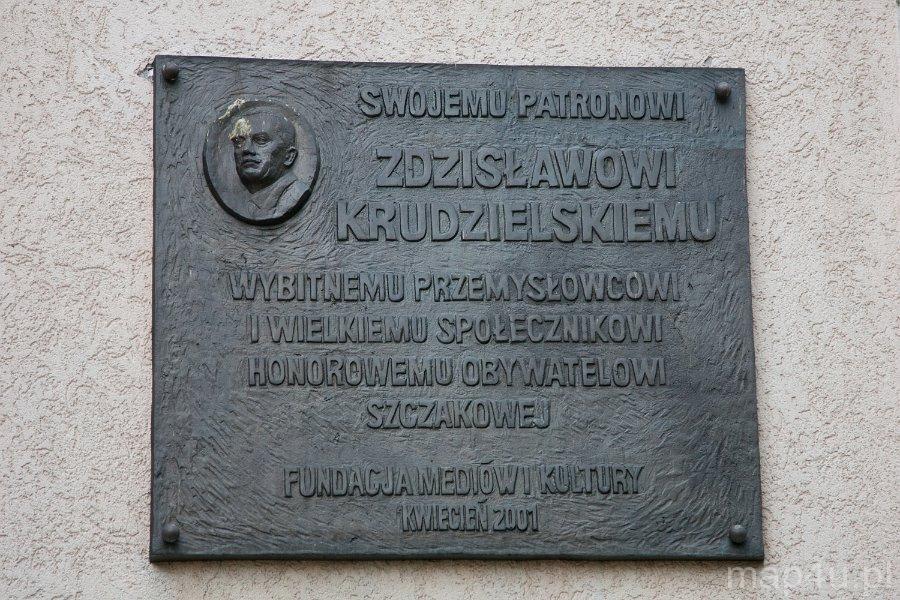 SWOJEMU PATRONOWI
ZDZISŁAWOWI
KRUDZIELSKIEMU
WYBITNEMU PRZEMYSŁOWCOWI
I WIELKIEMU SPOŁECZNIKOWI
HONOROWEMU OBYWATELOWI
SZCZAKOWEJ
FUNDACJA MEDIÓW I KULTURY
KWIECIEŃ 2001
map4u.pl